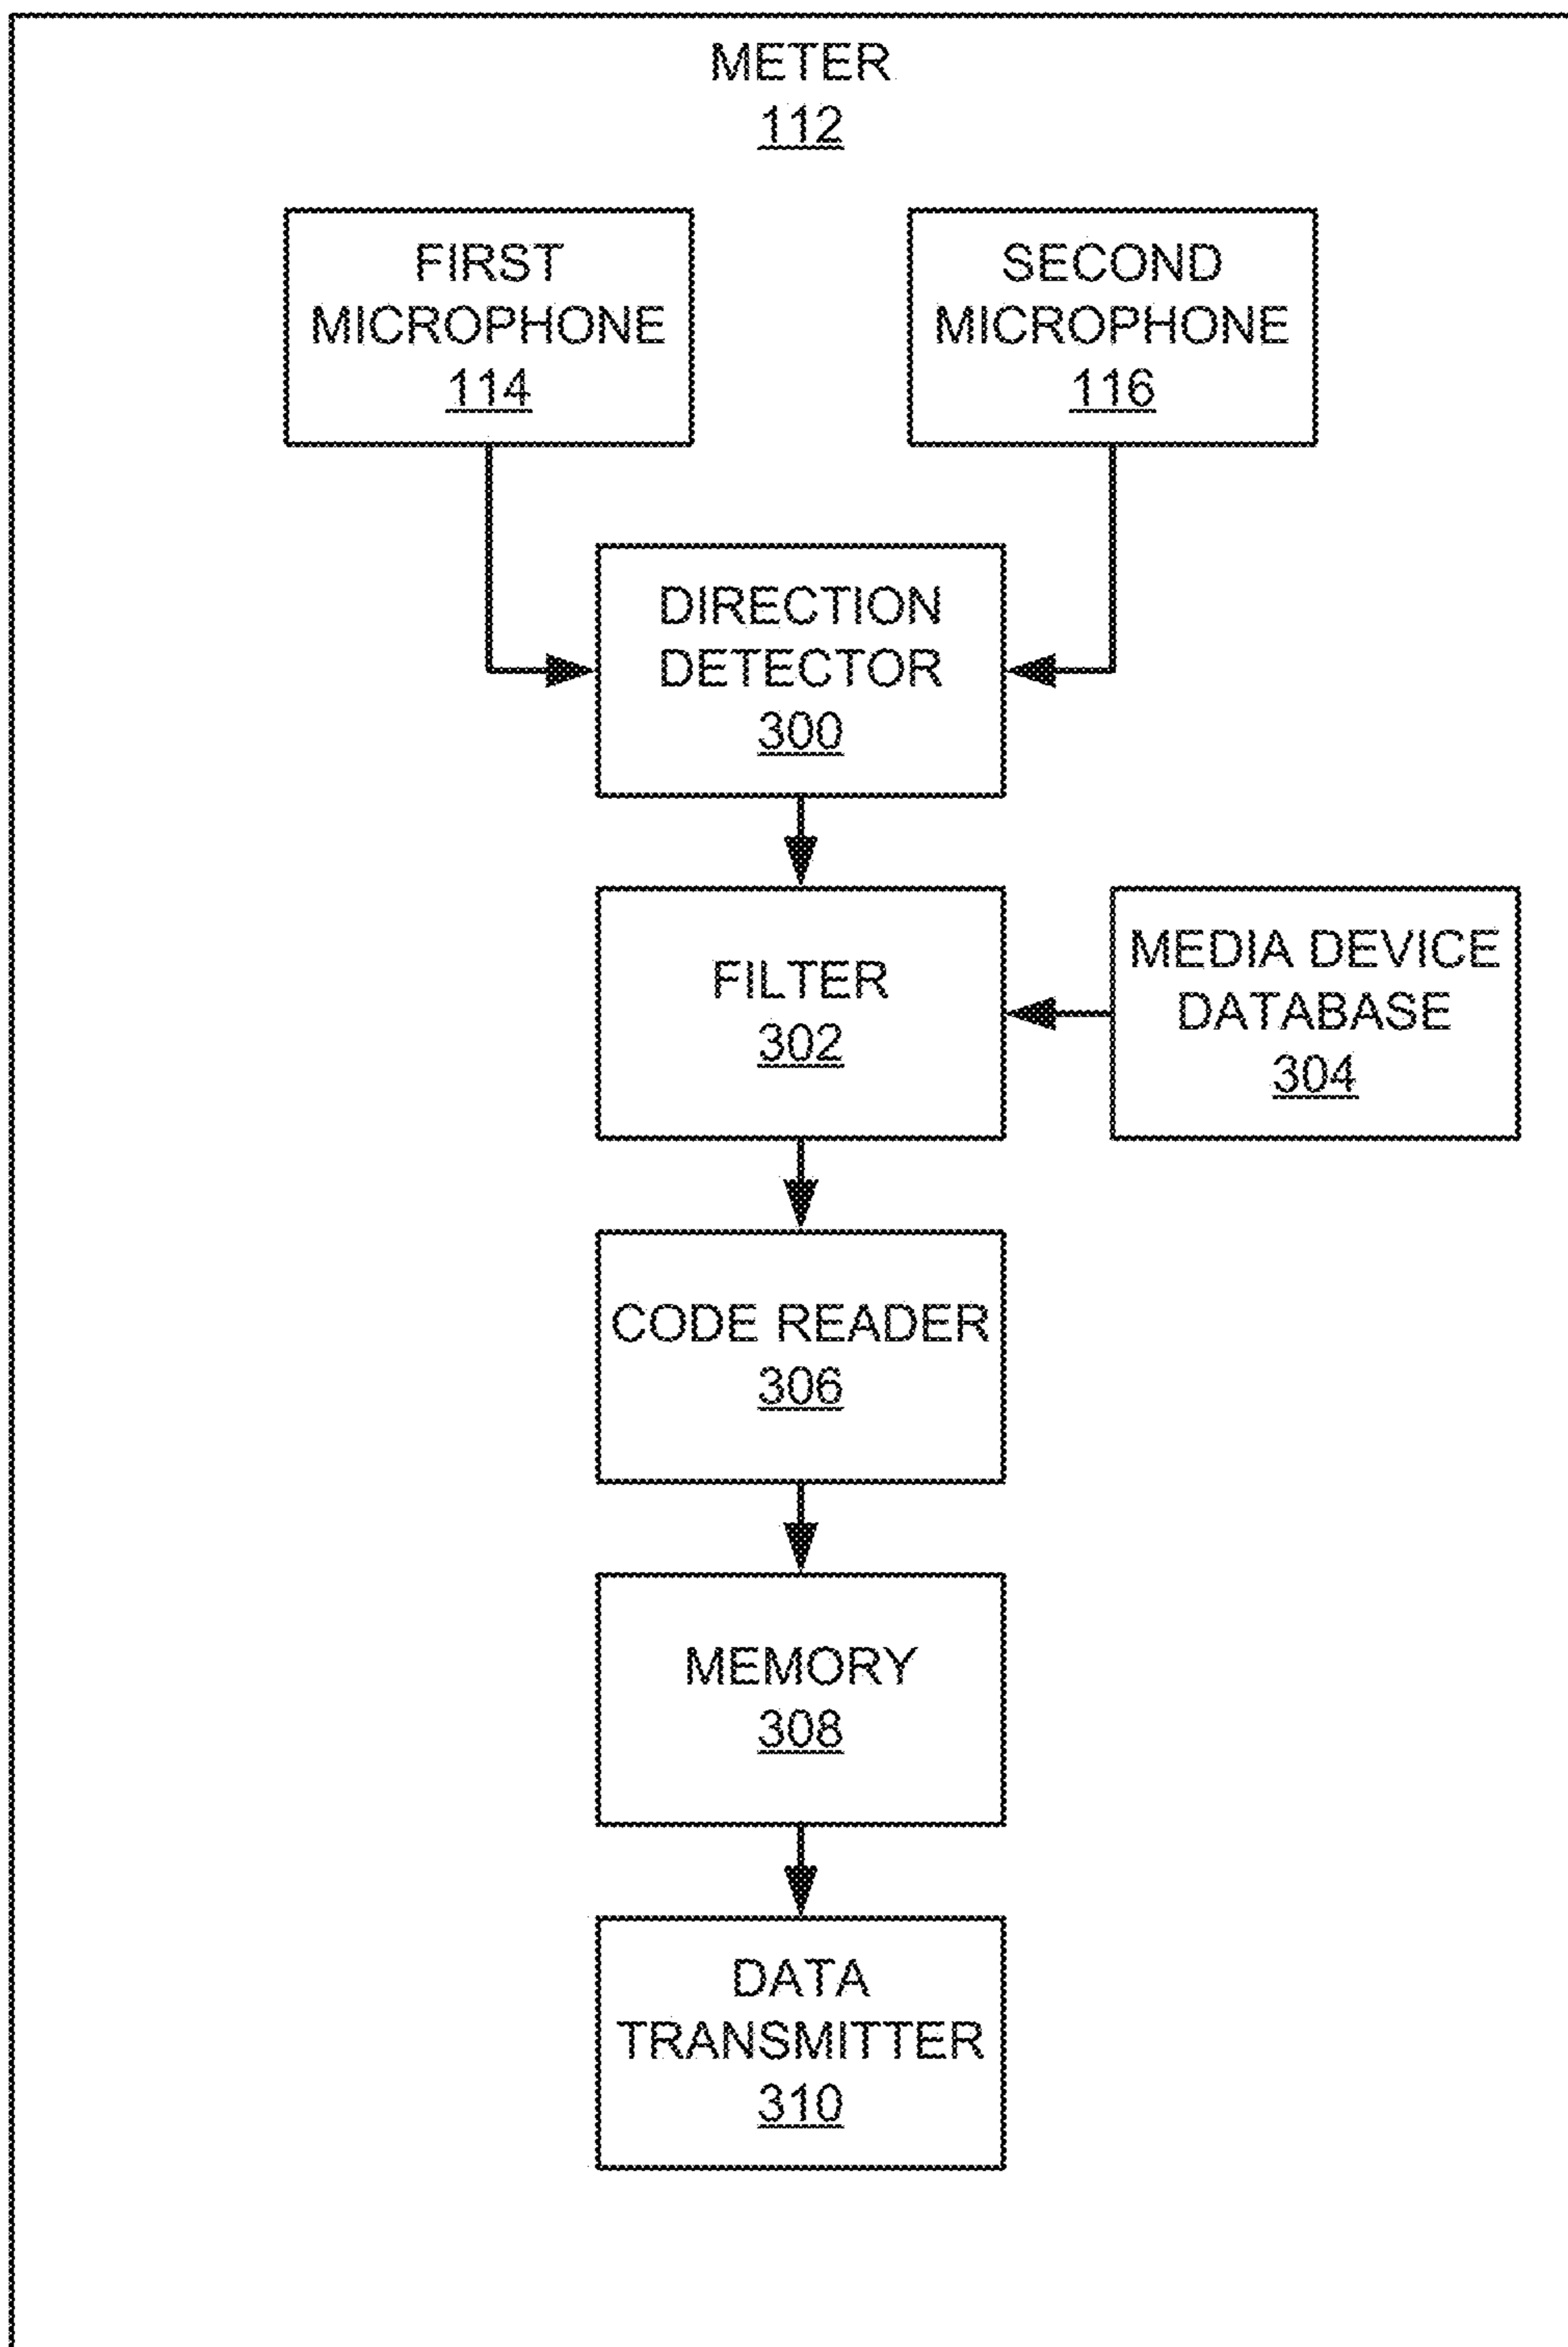 METER
112
FIRST
MICROPHONE
114
SECOND
MICROPHONE
116
DIRECTION
DETECTOR
300
FILTER
302
MEDIA DEVICE
DATABASE
304
CODE READER
306
MEMORY
308
DATA
TRANSMITTER
310